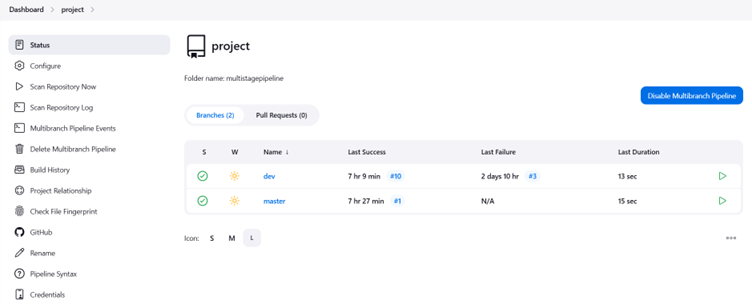 Dashboard > project >
Status
Configure
Scan Repository Now
Scan Repository Log
Multibranch Pipeline Events
Delete Multibranch Pipeline
Build History
Project Relationship
Check File Fingerprint
GitHub
Rename
Pipeline Syntax
Credentials
project
Folder name: multistagepipeline
Disable Multibranch Pipeline
Branches (2) Pull Requests (0)
S W Name ↓ Last Success Last Failure Last Duration
dev 7 hr 9 min #10 2 days 10 hr #3 13 sec
master 7 hr 27 min #1 N/A 15 sec
Icon: S M L